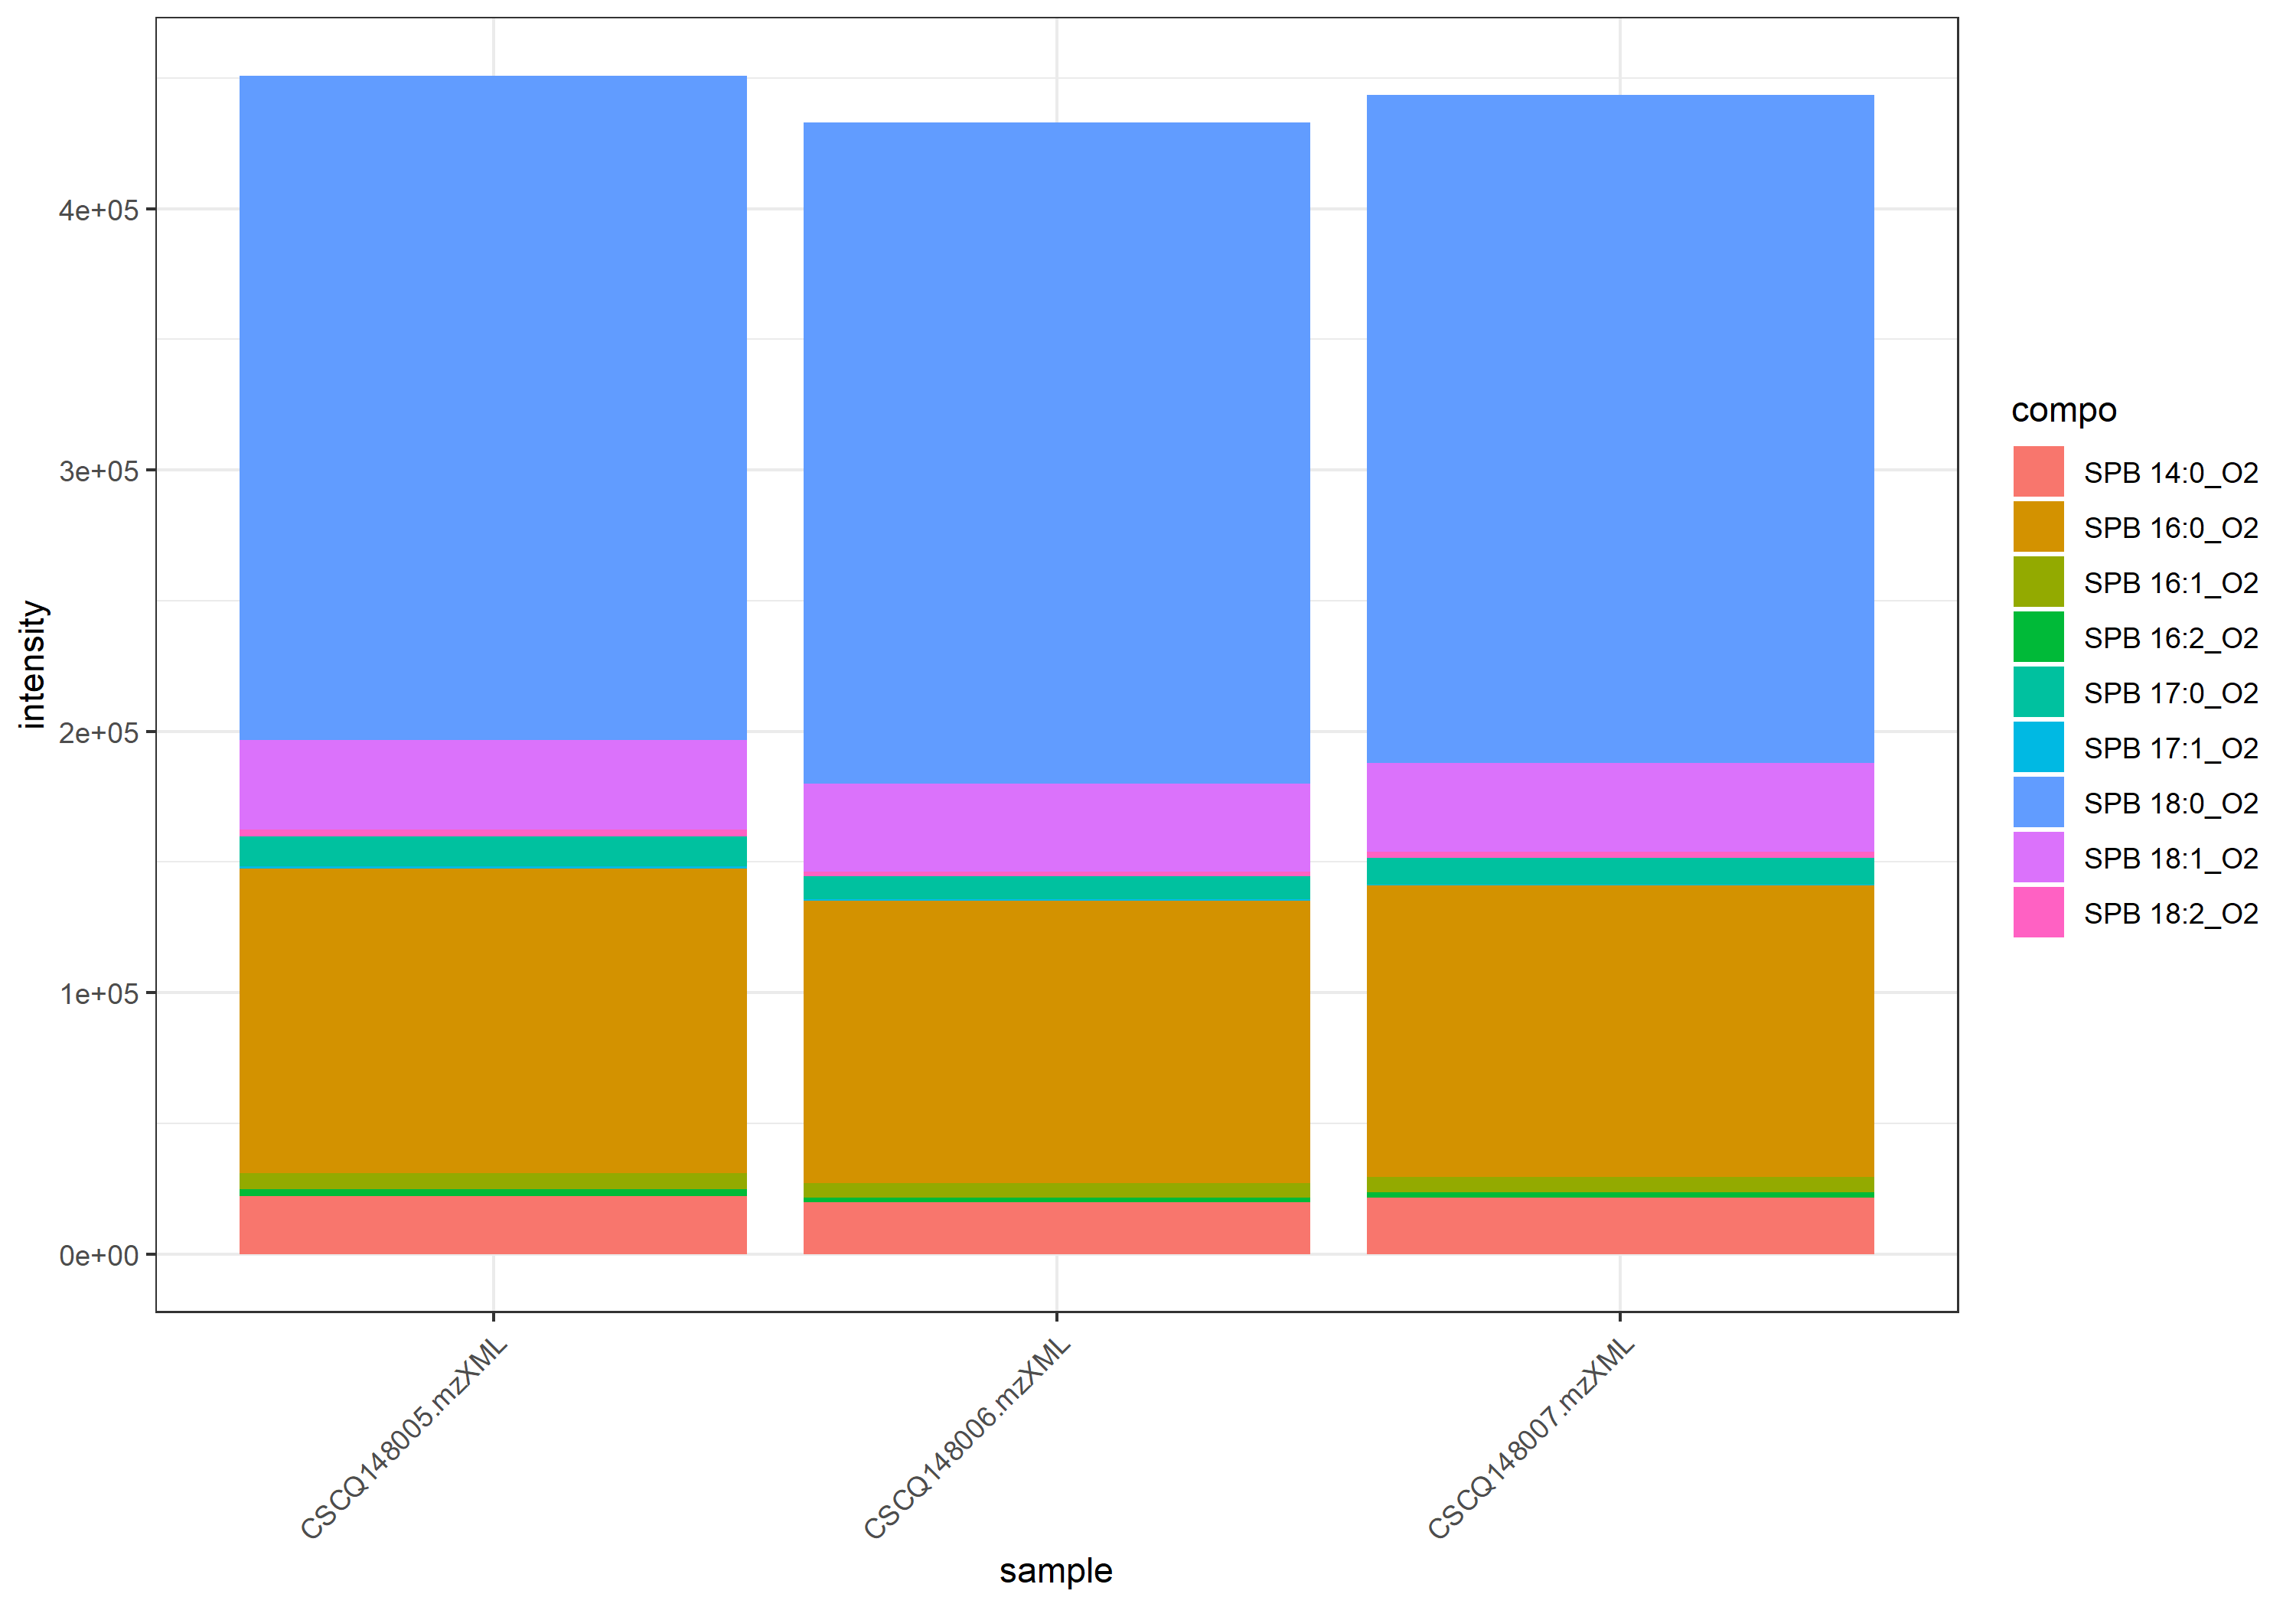 intensity
4e+05
3e+05
2e+05
1e+05
0e+00
CSCQ148005.mzXML
CSCQ148006.mzXML
CSCQ148007.mzXML
sample
compo
SPB 14:0_O2
SPB 16:0_O2
SPB 16:1_O2
SPB 16:2_O2
SPB 17:0_O2
SPB 17:1_O2
SPB 18:0_O2
SPB 18:1_O2
SPB 18:2_O2